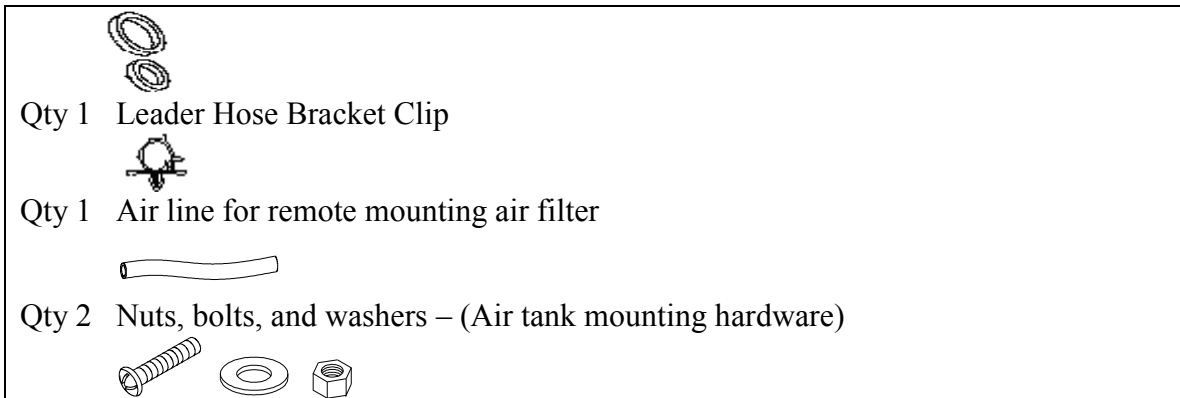 Qty 1 Leader Hose Bracket Clip
Qty 1 Air line for remote mounting air filter
Qty 2 Nuts, bolts, and washers – (Air tank mounting hardware)